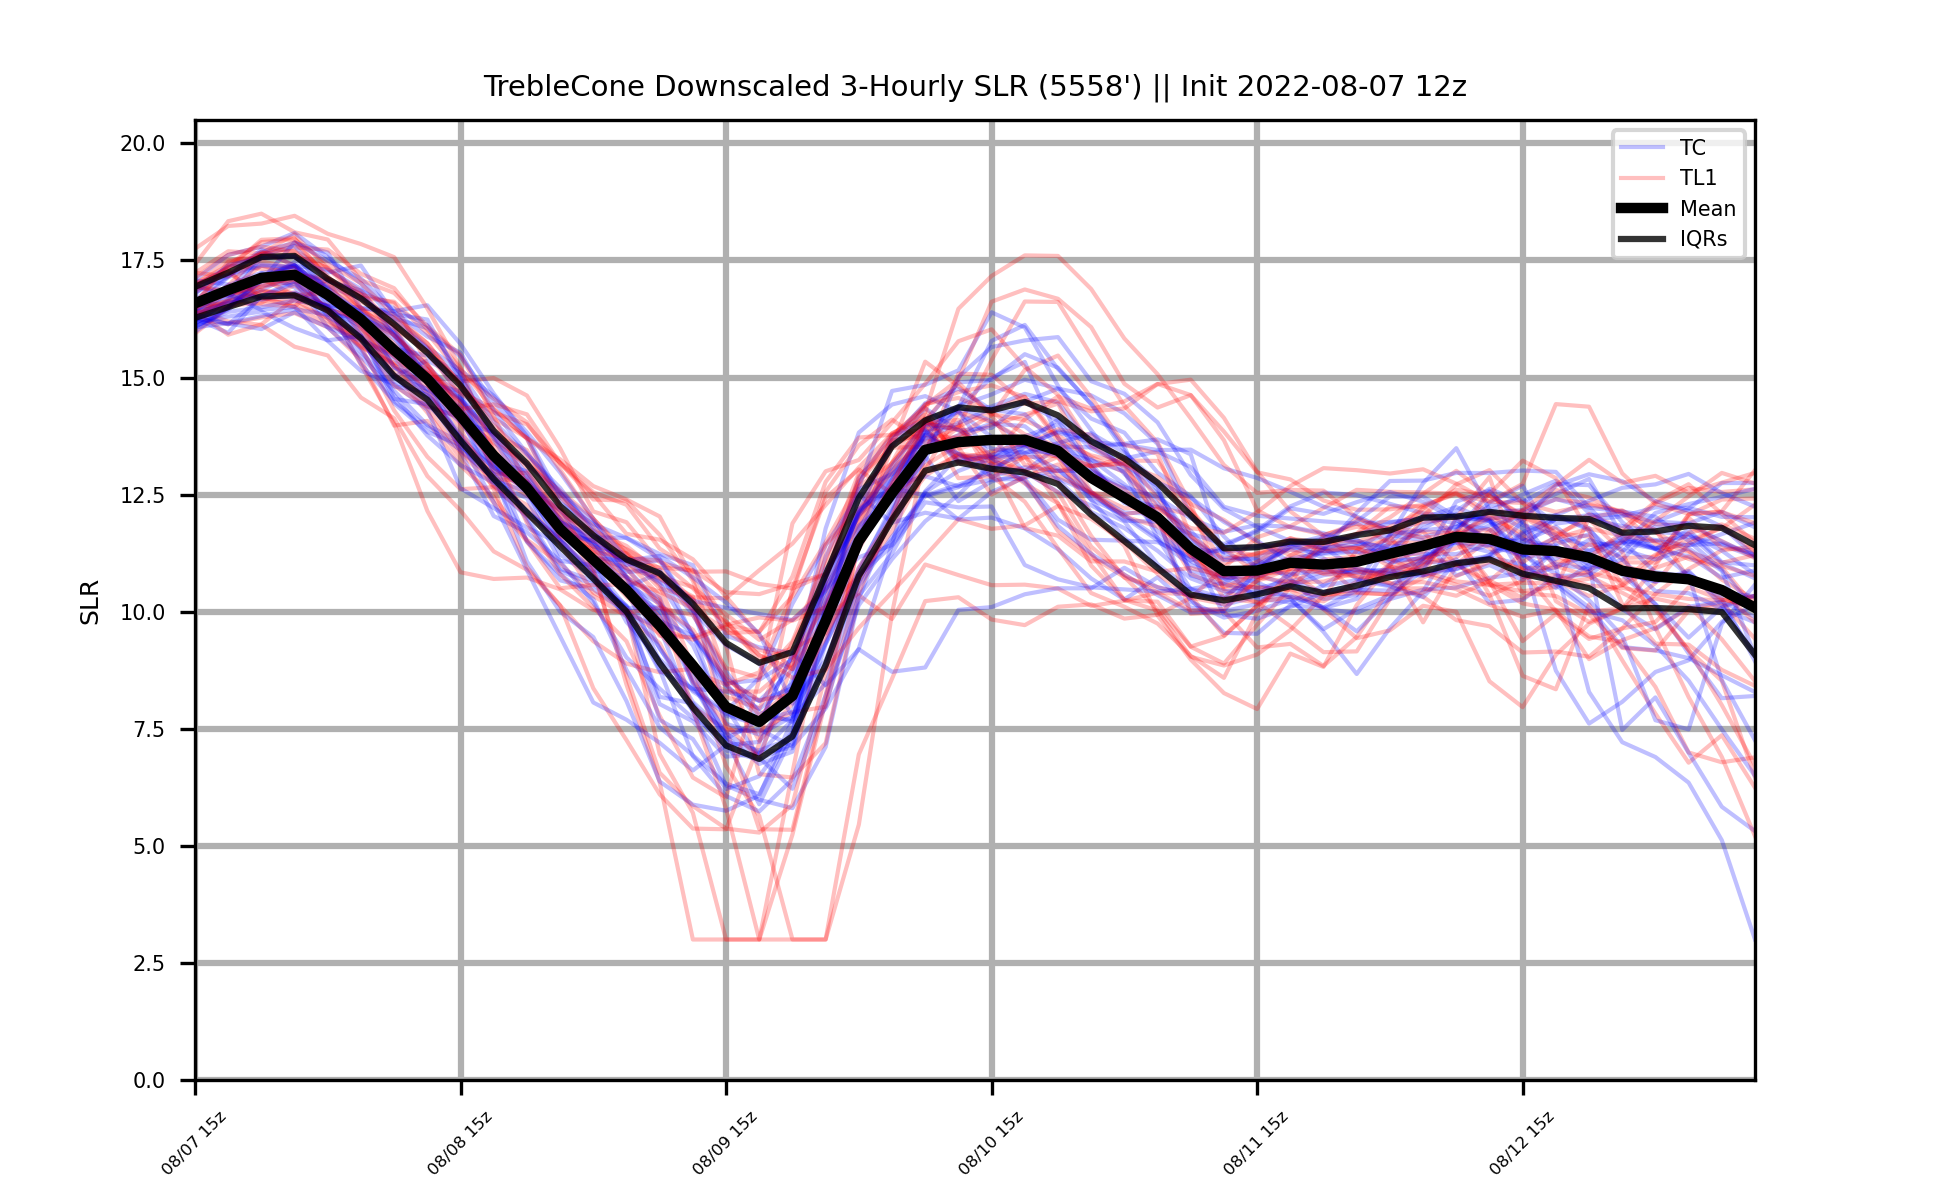 TrebleCone Downscaled 3-Hourly SLR (5558') || Init 2022-08-07 12z
TC
TL1
Mean
IQRs
SLR
20.0
17.5
15.0
12.5
10.0
7.5
5.0
2.5
0.0
08/07 15z
08/08 15z
08/09 15z
08/10 15z
08/11 15z
08/12 15z